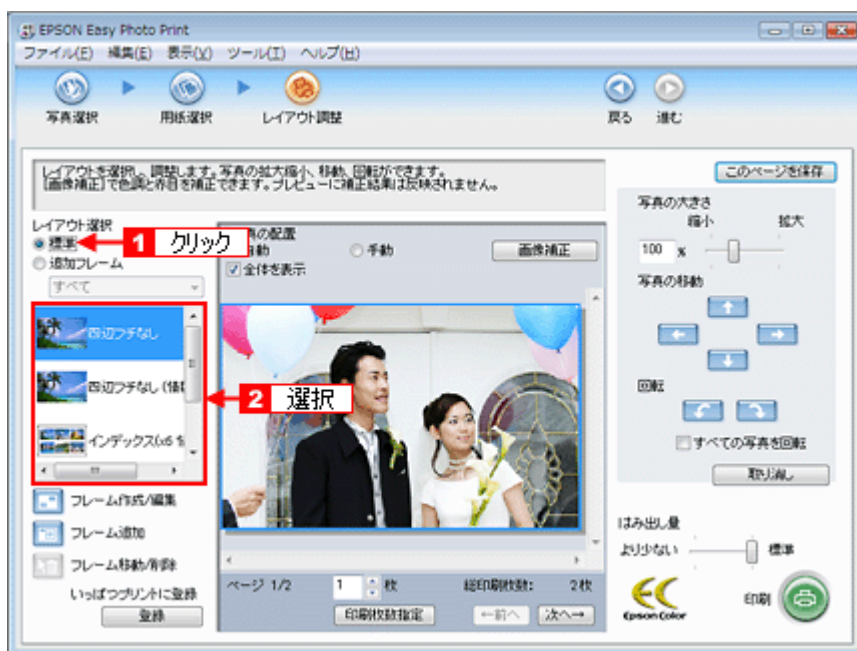 EPSON Easy Photo Print
ファイル(F) 編集(E) 表示(V) ツール(T) ヘルプ(H)
写真選択 用紙選択 レイアウト調整 戻る 進む
レイアウトを選択し、調整します。写真の拡大縮小、移動、回転ができます。
[画像補正]で色調と赤目を補正できます。プレビューに補正結果は反映されません。
このページを保存
レイアウト選択
標準
1 クリック
追加フレーム
すべて
四辺フチなし
四辺フチなし (情
インデックス(x6 情
2 選択
フレーム作成/編集
フレーム追加
フレーム移動/削除
いっぱつプリントに登録
登録
の配置
手動
画像補正
全体を表示
ページ 1/2 1 枚 総印刷枚数: 2枚
印刷枚数指定 ←前へ 次へ→
写真の大きさ
縮小 拡大
100 %
写真の移動
回転
すべての写真を回転
取り消し
はみ出し量
より少ない 標準
Epson Color
印刷